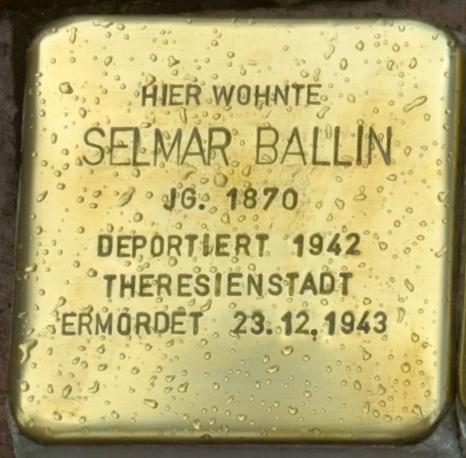 HIER WOHNTE
SELMAR BALLIN
JG. 1870
DEPORTIERT 1942
THERESIENSTADT
ERMORDET 23.12.1943